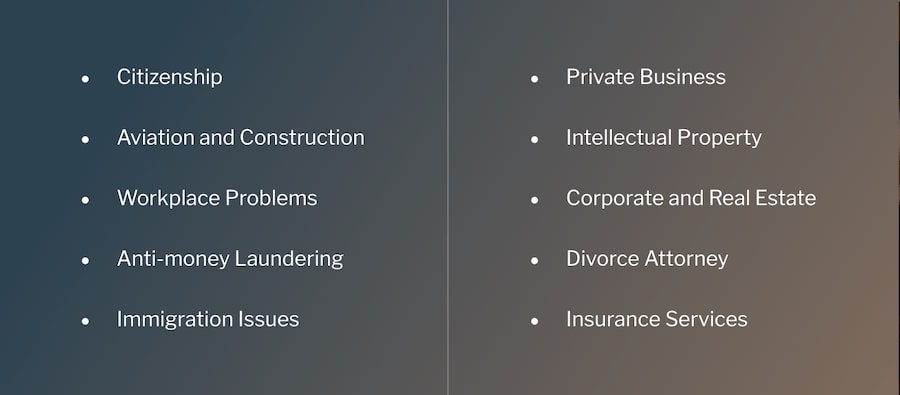 • Citizenship
• Aviation and Construction
• Workplace Problems
• Anti-money Laundering
• Immigration Issues
• Private Business
• Intellectual Property
• Corporate and Real Estate
• Divorce Attorney
• Insurance Services